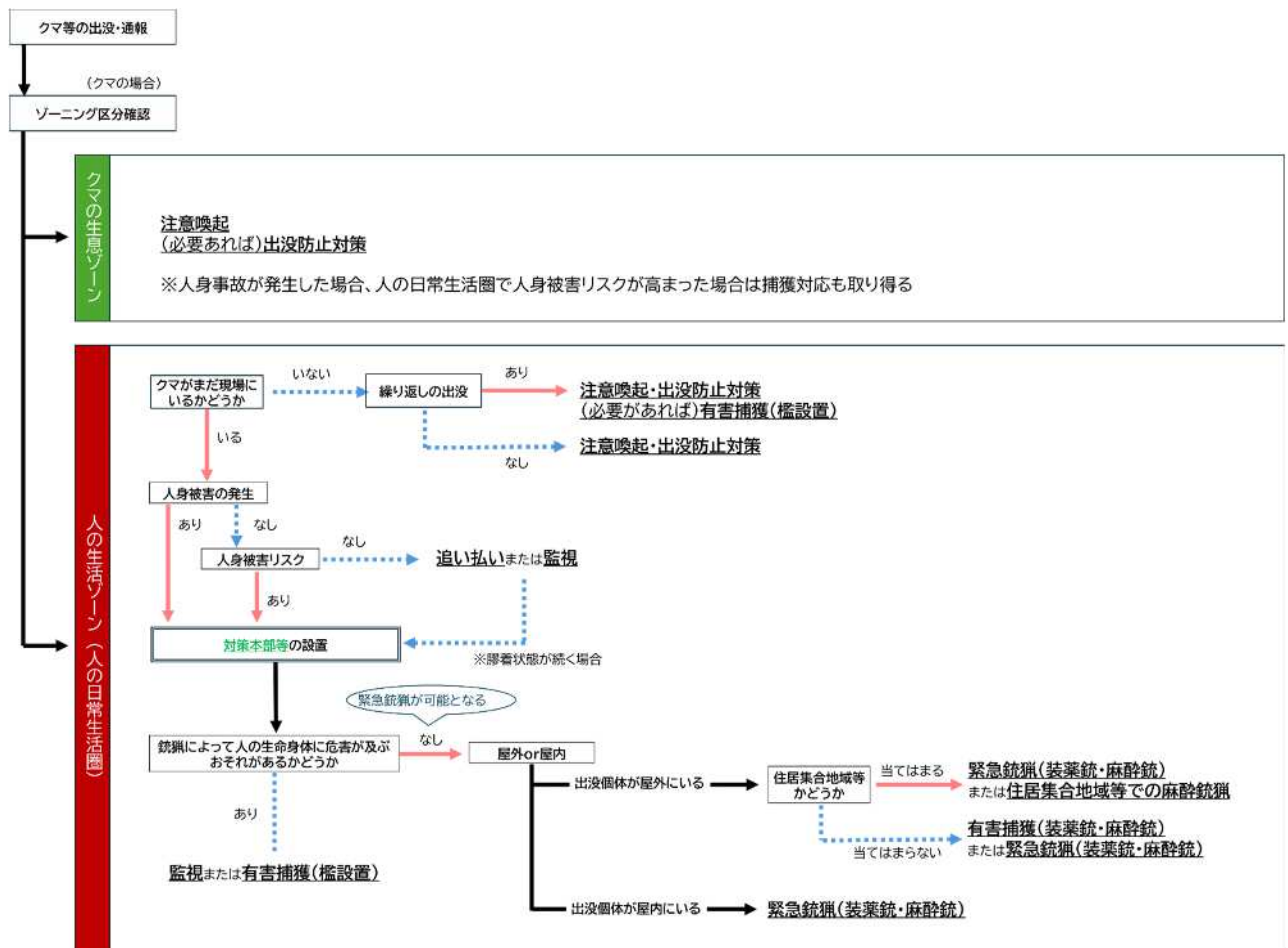 クマ等の出没・通報
(クマの場合)
ゾーニング区分確認
クマの生息ゾーン
注意喚起
(必要あれば)出没防止対策
※人身事故が発生した場合、人の日常生活圏で人身被害リスクが高まった場合は捕獲対応も取り得る
人の生活ゾーン(人の日常生活圏)
クマがまだ現場に
いるかどうか
いない
繰り返しの出没
あり
注意喚起・出没防止対策
(必要があれば)有害捕獲(檻設置)
なし
注意喚起・出没防止対策
いる
人身被害の発生
あり
なし
人身被害リスク
なし
追い払いまたは監視
あり
対策本部等の設置
※膠着状態が続く場合
緊急銃猟が可能となる
銃猟によって人の生命身体に危害が及ぶ
おそれがあるかどうか
なし
屋外or屋内
あり
監視または有害捕獲(檻設置)
出没個体が屋外にいる
住居集合地域等
かどうか
当てはまる
緊急銃猟(装薬銃・麻酔銃)
または住居集合地域等での麻酔銃猟
当てはまらない
有害捕獲(装薬銃・麻酔銃)
または緊急銃猟(装薬銃・麻酔銃)
出没個体が屋内にいる
緊急銃猟(装薬銃・麻酔銃)